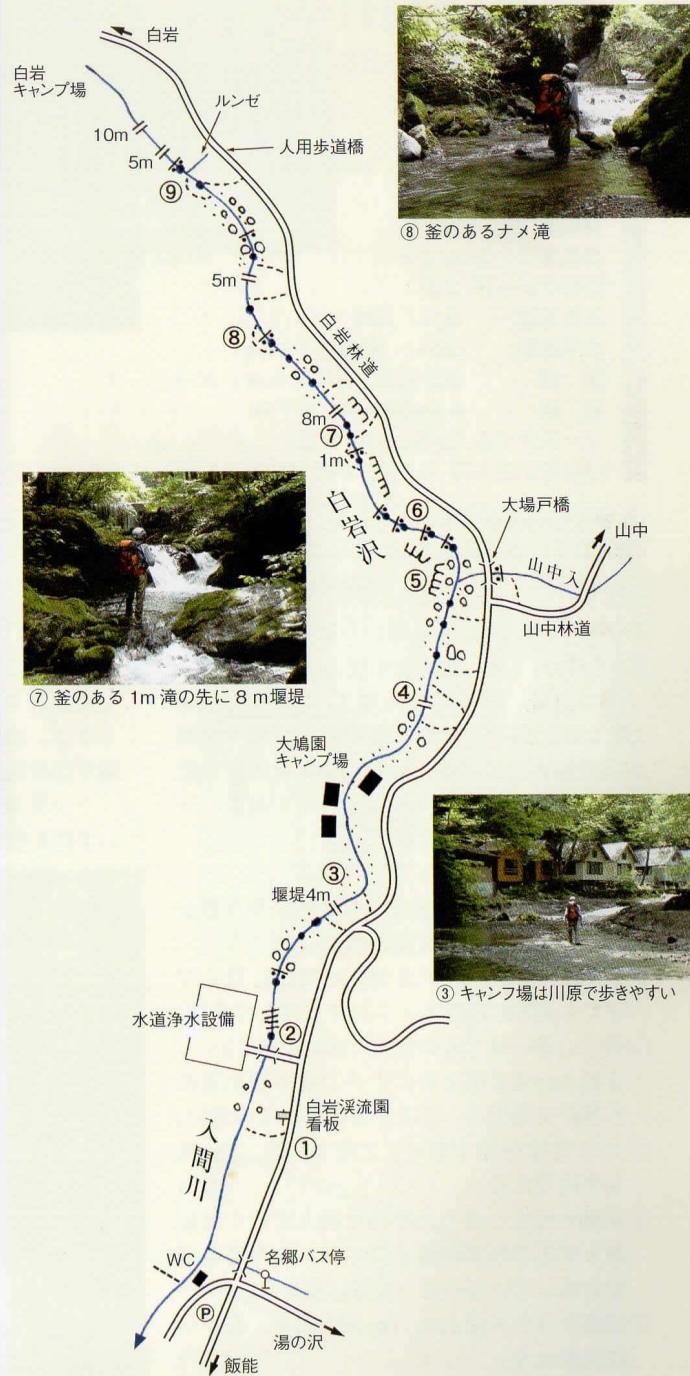 白岩
白岩
キャンプ場
ルンゼ
10m
人用歩道橋
5m
⑨
⑧ 釜のあるナメ滝
5m
⑧
白岩林道
8m
⑦
1m
白岩沢
⑥
大場戸橋
山中
山中入
⑤
山中林道
⑦ 釜のある 1m 滝の先に 8 m堰堤
④
大鳩園
キャンプ場
③
堰堤4m
③ キャンプ場は川原で歩きやすい
水道浄水設備
②
白岩渓流園
看板
①
入間川
WC
名郷バス停
P
湯の沢
飯能